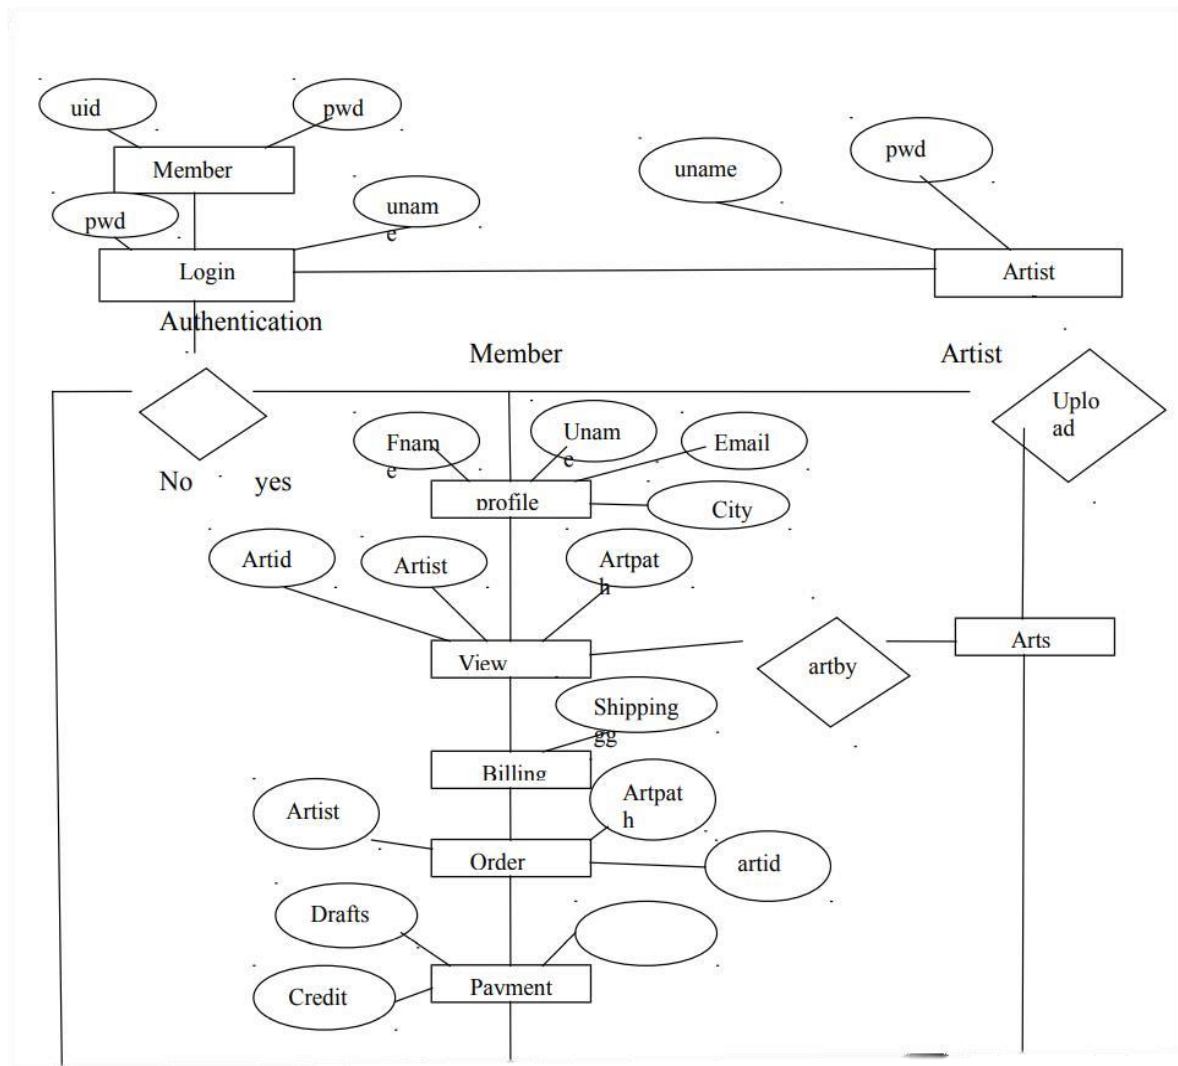 uid
pwd
Member
uname
pwd
pwd
unam
e
Login
Artist
Authentication
Member
Artist
Uplo
ad
Fnam
e
Unam
e
Email
No
yes
profile
City
Artid
Artist
Artpat
h
View
artby
Arts
Shipping
gg
Billing
Artist
Artpat
h
Order
artid
Drafts
Credit
Payment